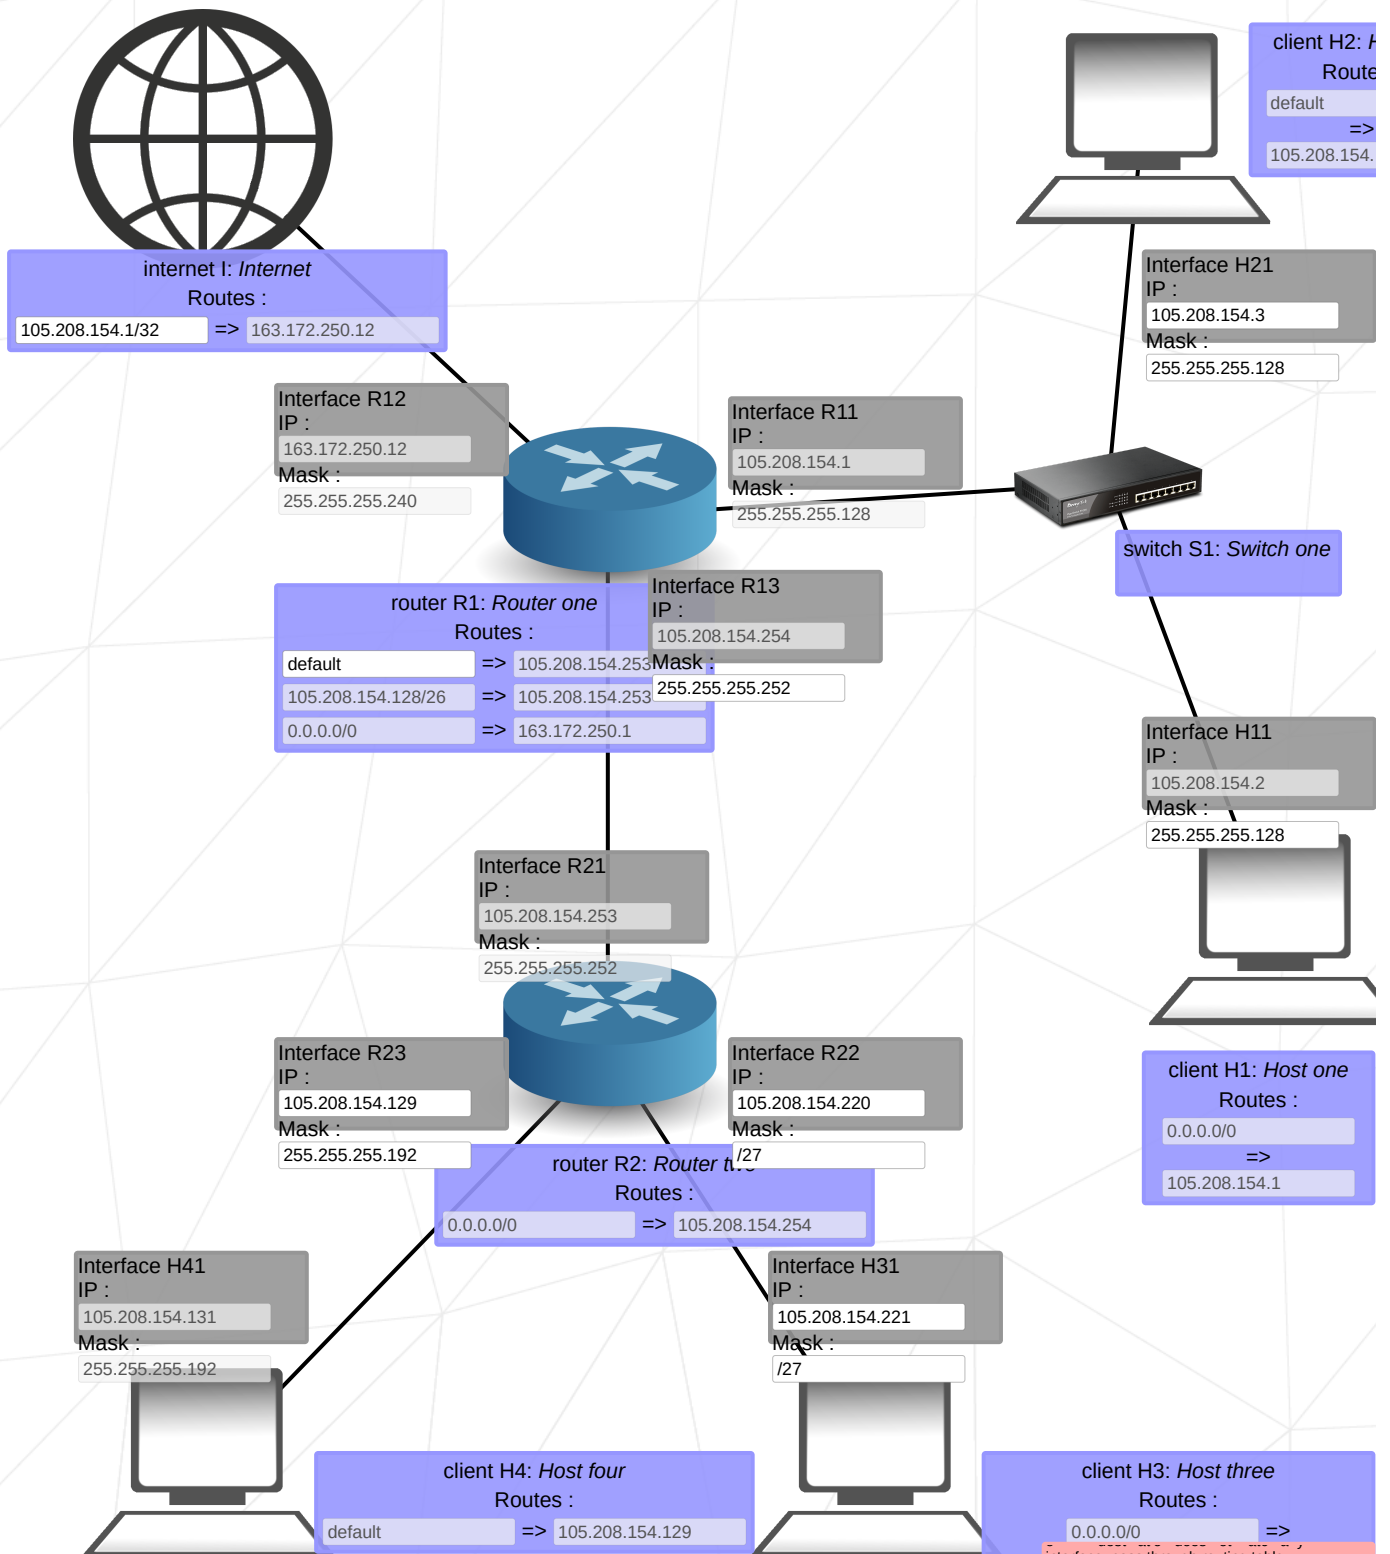 client H2: H
Route
default
=>
105.208.154.
internet I: Internet
Routes :
105.208.154.1/32 => 163.172.250.12
Interface H21
IP :
105.208.154.3
Mask :
255.255.255.128
Interface R12
IP :
163.172.250.12
Mask :
255.255.255.240
Interface R11
IP :
105.208.154.1
Mask :
255.255.255.128
switch S1: Switch one
router R1: Router one
Routes :
default => 105.208.154.253
105.208.154.128/26 => 105.208.154.253
0.0.0.0/0 => 163.172.250.1
Interface R13
IP :
105.208.154.254
Mask :
255.255.255.252
Interface H11
IP :
105.208.154.2
Mask :
255.255.255.128
Interface R21
IP :
105.208.154.253
Mask :
255.255.255.252
Interface R23
IP :
105.208.154.129
Mask :
255.255.255.192
Interface R22
IP :
105.208.154.220
Mask :
/27
client H1: Host one
Routes :
0.0.0.0/0
=>
105.208.154.1
router R2: Router two
Routes :
0.0.0.0/0 => 105.208.154.254
Interface H41
IP :
105.208.154.131
Mask :
255.255.255.192
Interface H31
IP :
105.208.154.221
Mask :
/27
client H4: Host four
Routes :
default => 105.208.154.129
client H3: Host three
Routes :
0.0.0.0/0 =>